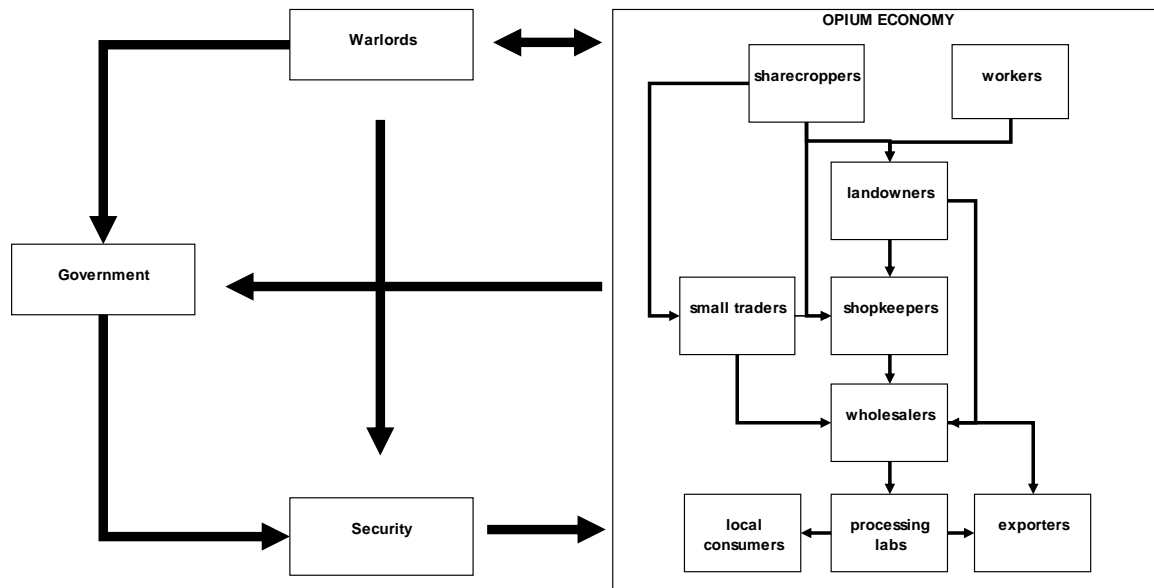 OPIUM ECONOMY
Warlords
sharecroppers
workers
landowners
Government
small traders
shopkeepers
wholesalers
Security
local
consumers
processing
labs
exporters